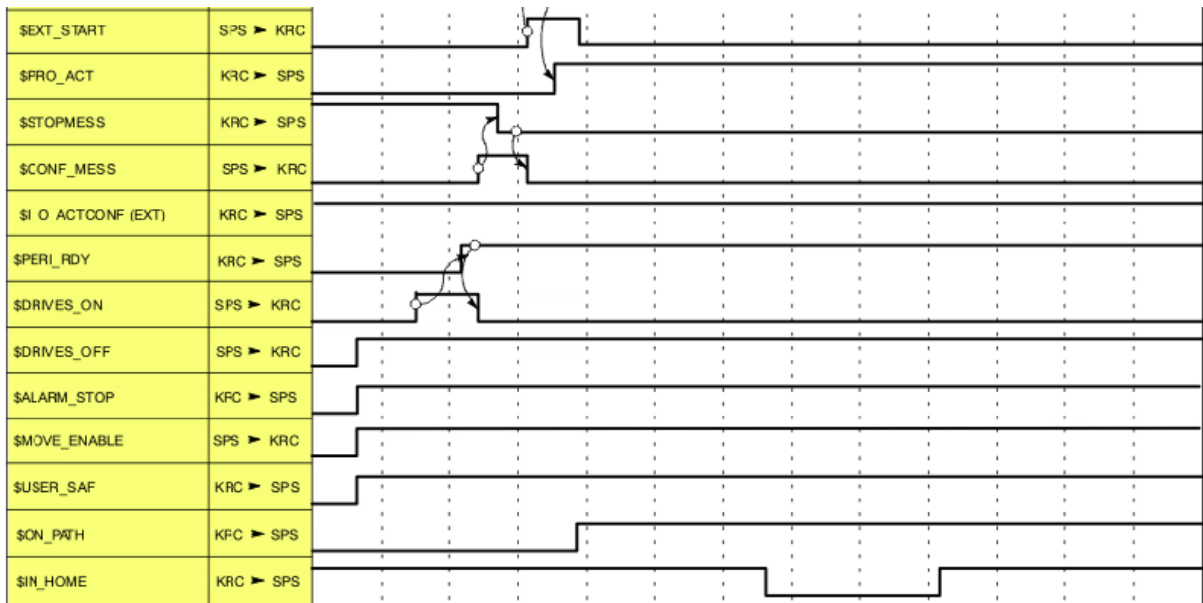 $EXT_START SPS ► KRC
$PRO_ACT KRC ► SPS
$STOPMESS KRC ► SPS
$CONF_MESS SPS ► KRC
$I_O_ACTCONF (EXT) KRC ► SPS
$PERI_RDY KRC ► SPS
$DRIVES_ON SPS ► KRC
$DRIVES_OFF SPS ► KRC
$ALARM_STOP KRC ► SPS
$MOVE_ENABLE SPS ► KRC
$USER_SAF KRC ► SPS
$ON_PATH KRC ► SPS
$IN_HOME KRC ► SPS